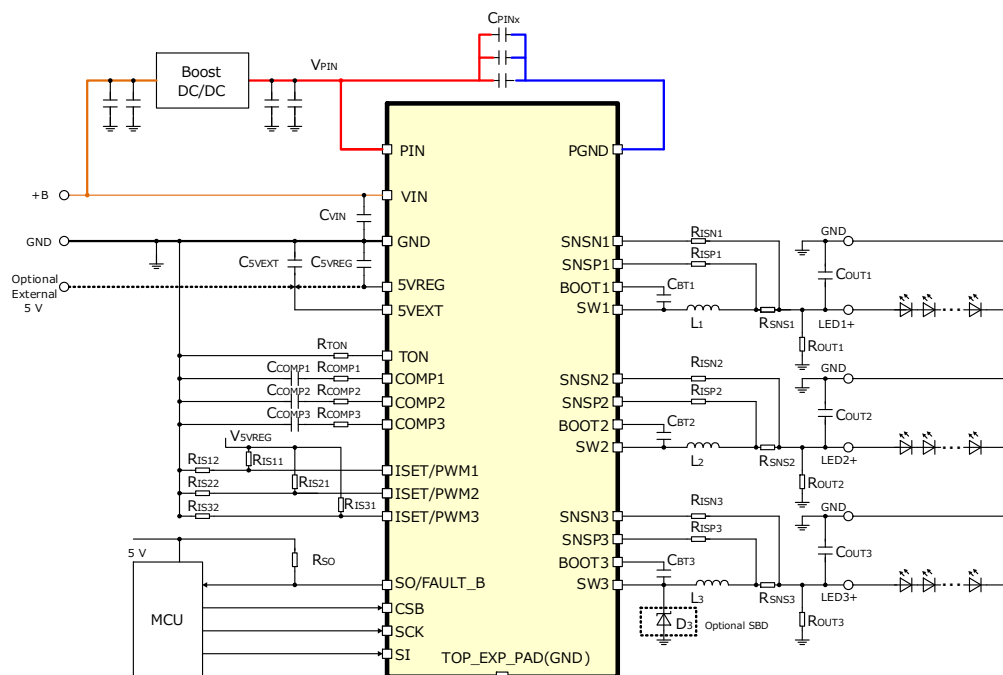 CPINx
Boost
DC/DC
VPIN
PIN
PGND
+B
VIN
CVIN
GND
GND
C5VEXT
C5VREG
Optional
External
5 V
5VREG
5VEXT
RTON
TON
CCOMP1
RCOMP1
COMP1
CCOMP2
RCOMP2
COMP2
CCOMP3
RCOMP3
COMP3
V5VREG
RIS12
RIS11
ISET/PWM1
RIS22
RIS21
ISET/PWM2
RIS32
RIS31
ISET/PWM3
5 V
RSO
MCU
SO/FAULT_B
CSB
SCK
SI
TOP_EXP_PAD(GND)
SNSN1
RISN1
GND
SNSP1
RISP1
COUT1
BOOT1
CBT1
SW1
L1
RSNS1
LED1+
ROUT1
SNSN2
RISN2
GND
SNSP2
RISP2
COUT2
BOOT2
CBT2
SW2
L2
RSNS2
LED2+
ROUT2
SNSN3
RISN3
GND
SNSP3
RISP3
COUT3
BOOT3
CBT3
SW3
L3
RSNS3
LED3+
ROUT3
D3
Optional SBD